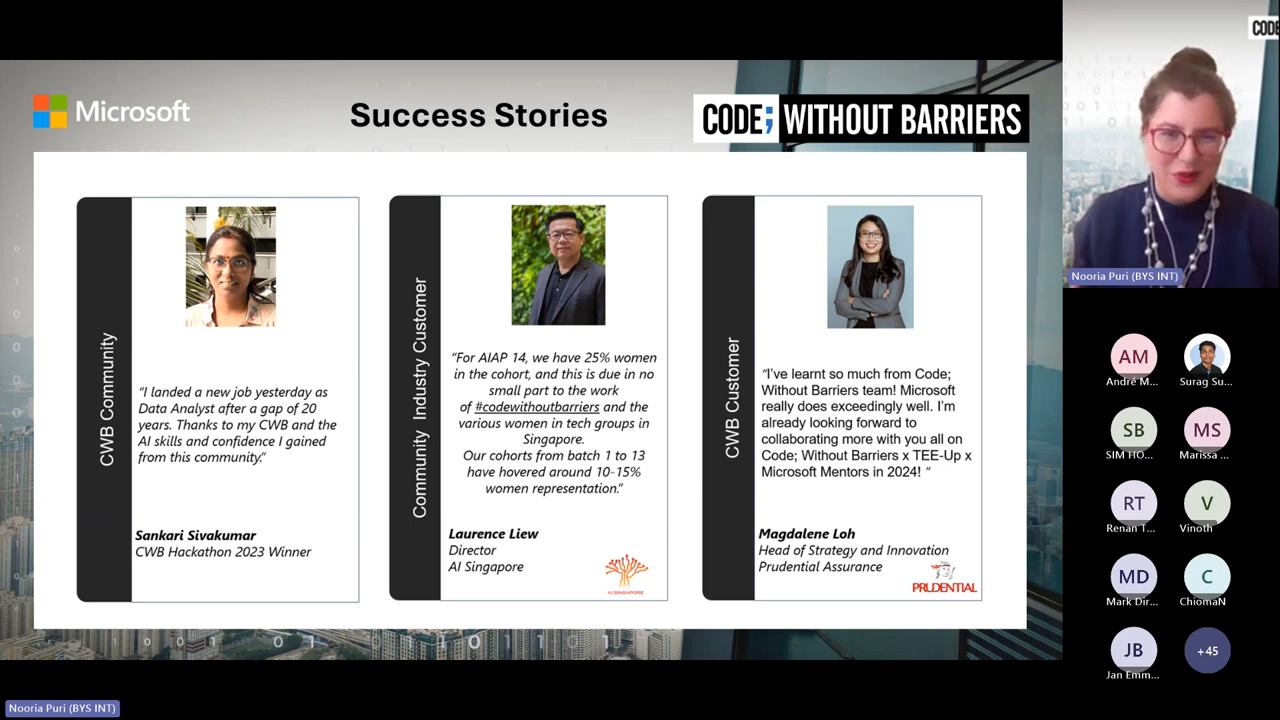 Microsoft
Success Stories
CODE; WITHOUT BARRIERS
CWB Community
"I landed a new job yesterday as
Data Analyst after a gap of 20
years. Thanks to my CWB and the
AI skills and confidence I gained
from this community."
Sankari Sivakumar
CWB Hackathon 2023 Winner
Community Industry Customer
"For AIAP 14, we have 25% women
in the cohort, and this is due in no
small part to the work
of #codewithoutbarriers and the
various women in tech groups in
Singapore.
Our cohorts from batch 1 to 13
have hovered around 10-15%
women representation."
Laurence Liew
Director
AI Singapore
AI SINGAPORE
CWB Customer
"I've learnt so much from Code;
Without Barriers team! Microsoft
really does exceedingly well. I'm
already looking forward to
collaborating more with you all on
Code; Without Barriers x TEE-Up x
Microsoft Mentors in 2024! "
Magdalene Loh
Head of Strategy and Innovation
Prudential Assurance
PRUDENTIAL
COD
Nooria Puri (BYS INT)
AM
André M...
Surag Su...
SB
SIM HO...
MS
Marissa ...
RT
Renan T...
V
Vinoth
MD
Mark Dir...
C
ChiomaN
JB
Jan Emm...
+45
Nooria Puri (BYS INT)